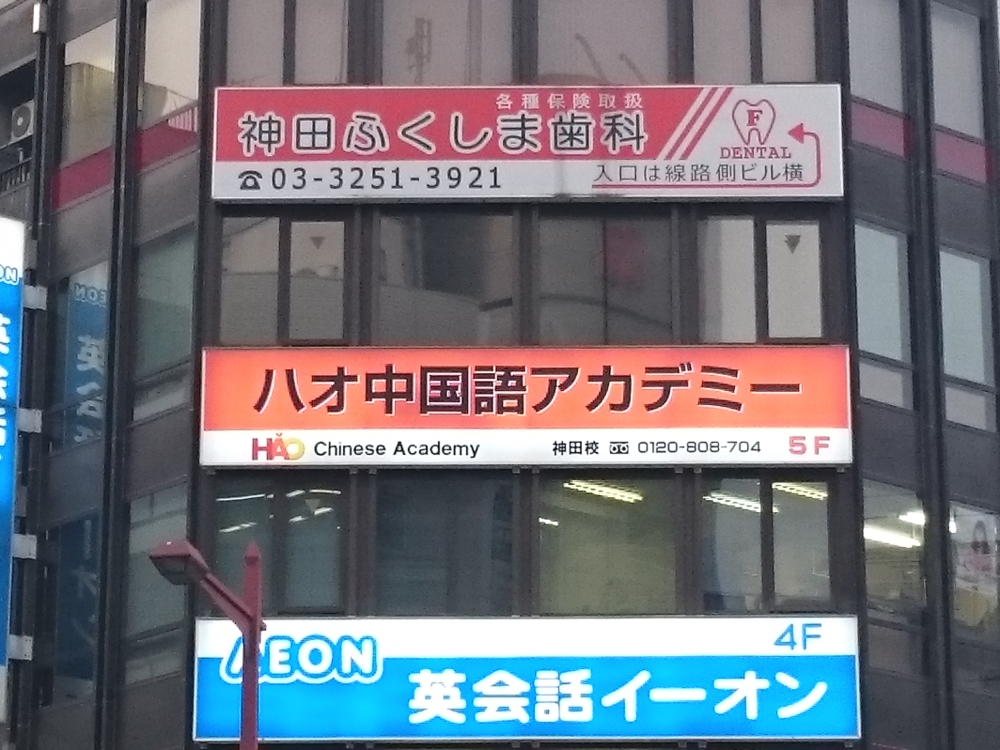 各種保険取扱
神田ふくしま歯科
F
DENTAL
☎03-3251-3921
入口は線路側ビル横
ハオ中国語アカデミー
HǍO Chinese Academy 神田校 0120-808-704 5F
4F
AEON
英会話イーオン